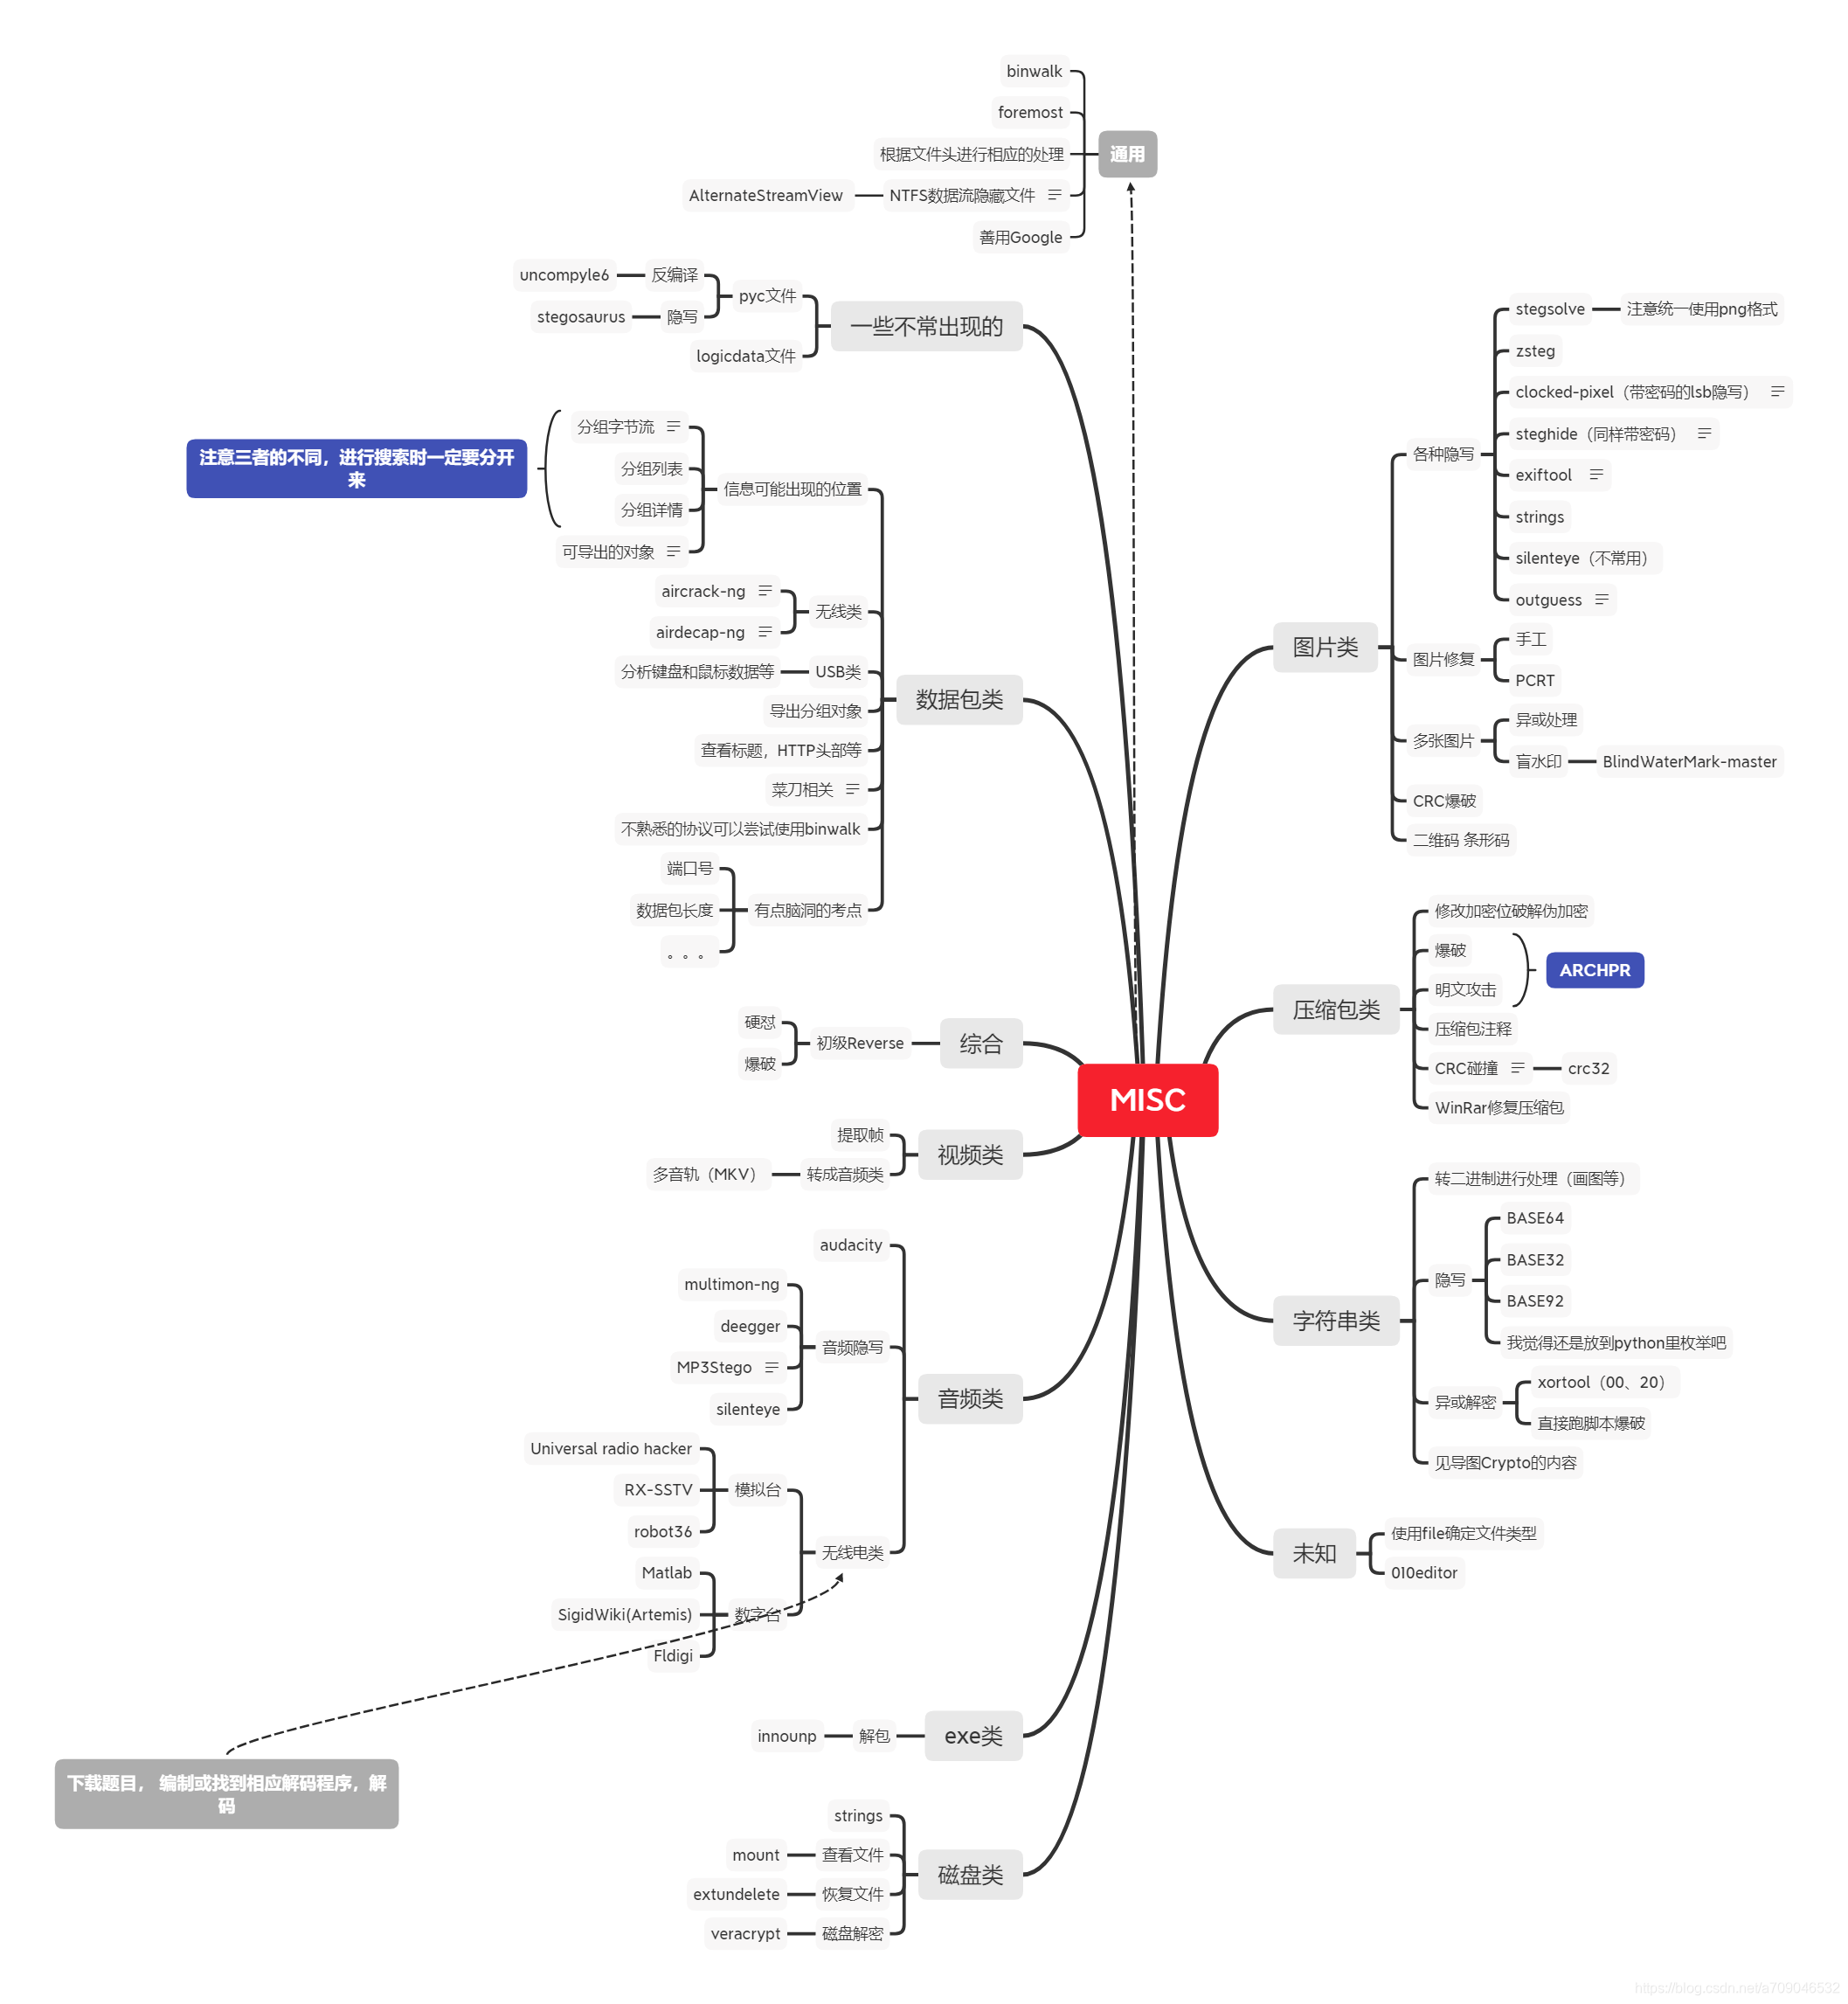 binwalk
foremost
通用
根据文件头进行相应的处理
AlternateStreamView
NTFS数据流隐藏文件
善用Google
uncompyle6
反编译
pyc文件
stegosaurus
隐写
一些不常出现的
logicdata文件
分组字节流
注意三者的不同，进行搜索时一定要分开
来
分组列表
信息可能出现的位置
分组详情
可导出的对象
aircrack-ng
无线类
airdecap-ng
分析键盘和鼠标数据等
USB类
数据包类
导出分组对象
查看标题，HTTP头部等
菜刀相关
不熟悉的协议可以尝试使用binwalk
端口号
数据包长度
有点脑洞的考点
。。。
硬怼
初级Reverse
综合
爆破
MISC
提取帧
视频类
多音轨（MKV）
转成音频类
audacity
multimon-ng
deegger
音频隐写
MP3Stego
silenteye
音频类
Universal radio hacker
RX-SSTV
模拟台
robot36
无线电类
Matlab
SigidWiki(Artemis)
数字台
Fldigi
下载题目， 编制或找到相应解码程序，解
码
innounp
解包
exe类
strings
mount
查看文件
磁盘类
extundelete
恢复文件
veracrypt
磁盘解密
stegsolve
注意统一使用png格式
zsteg
clocked-pixel（带密码的lsb隐写）
steghide（同样带密码）
各种隐写
exiftool
strings
silenteye（不常用）
outguess
图片类
手工
图片修复
PCRT
异或处理
多张图片
盲水印
BlindWaterMark-master
CRC爆破
二维码 条形码
修改加密位破解伪加密
爆破
ARCHPR
明文攻击
压缩包类
压缩包注释
CRC碰撞
crc32
WinRar修复压缩包
转二进制进行处理（画图等）
BASE64
BASE32
隐写
BASE92
我觉得还是放到python里枚举吧
字符串类
xortool（00、20）
异或解密
直接跑脚本爆破
见导图Crypto的内容
使用file确定文件类型
未知
010editor
https://blog.csdn.net/a709046532